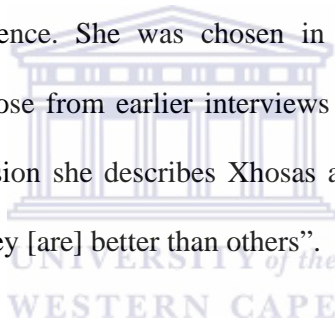 ence. She was chosen in
ose from earlier interviews
sion she describes Xhosas a
ey [are] better than others”.
UNIVERSITY of the
WESTERN CAPE